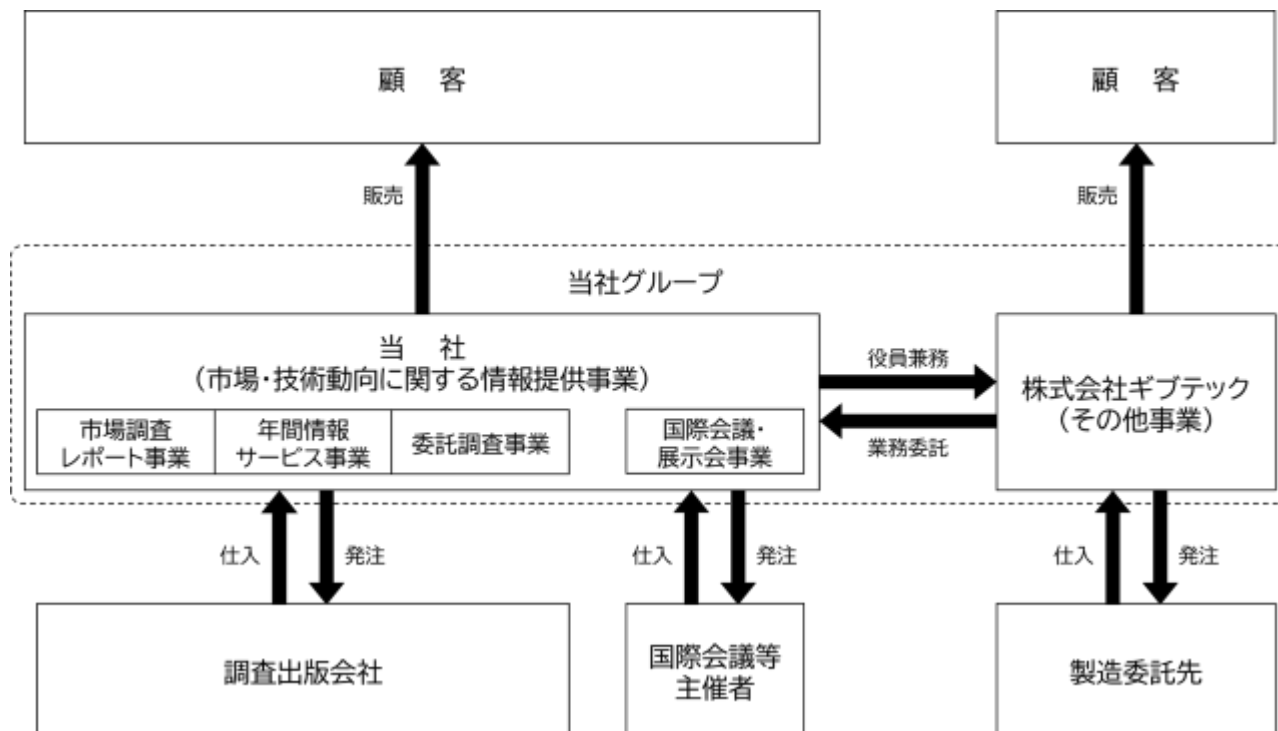 顧 客
顧 客
販売
販売
当社グループ
当 社
（市場・技術動向に関する情報提供事業）
市場調査
レポート事業
年間情報
サービス事業
委託調査事業
国際会議・
展示会事業
役員兼務
業務委託
株式会社ギブテック
（その他事業）
仕入
発注
仕入
発注
仕入
発注
調査出版会社
国際会議等
主催者
製造委託先